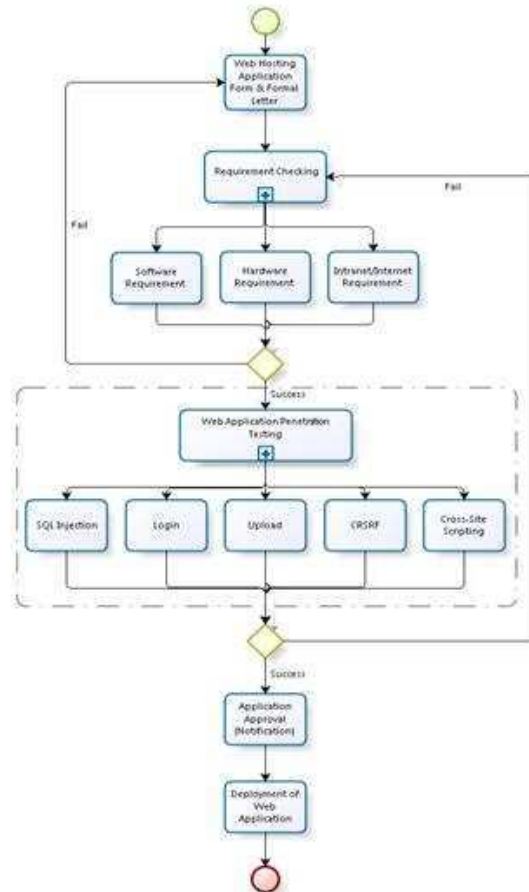 Web Hosting
Application
Form & Formal
Letter
Requirement Checking
Fail
Fail
Software
Requirement
Hardware
Requirement
Intranet/Internet
Requirement
Success
Web Application Penetration
Testing
SQL Injection
Login
Upload
CRSRF
Cross-Site
Scripting
Success
Application
Approval
(Notification)
Deployment of
Web
Application